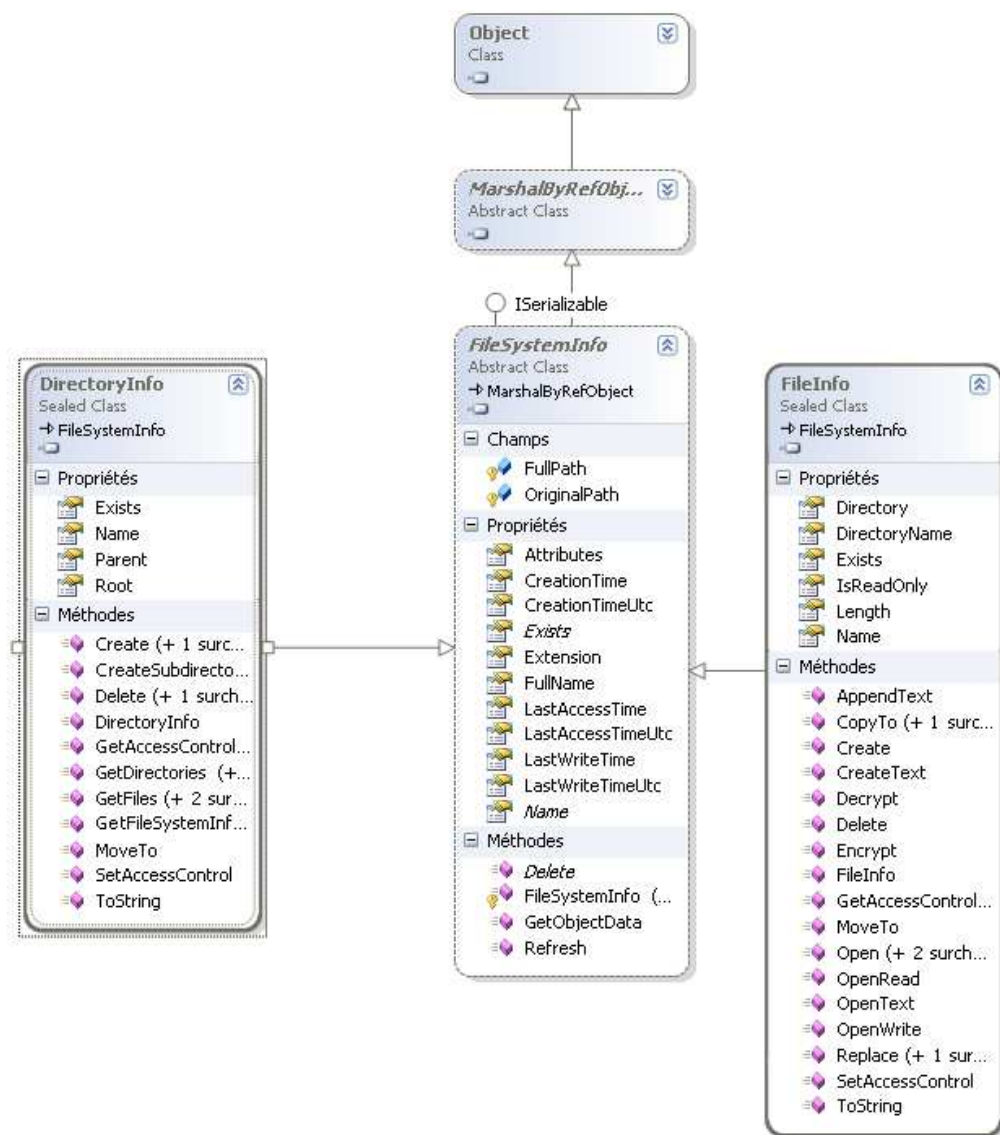 Object
Class
MarshalByRefObj...
Abstract Class
ISerializable
FileSystemInfo
Abstract Class
MarshalByRefObject
Champs
FullPath
OriginalPath
Propriétés
Attributes
CreationTime
CreationTimeUtc
Exists
Extension
FullName
LastAccessTime
LastAccessTimeUtc
LastWriteTime
LastWriteTimeUtc
Name
Méthodes
Delete
FileSystemInfo (...
GetObjectData
Refresh
DirectoryInfo
Sealed Class
FileSystemInfo
Propriétés
Exists
Name
Parent
Root
Méthodes
Create (+ 1 surc...
CreateSubdirecto...
Delete (+ 1 surch...
DirectoryInfo
GetAccessControl...
GetDirectories (+...
GetFiles (+ 2 sur...
GetFileSystemInf...
MoveTo
SetAccessControl
ToString
FileInfo
Sealed Class
FileSystemInfo
Propriétés
Directory
DirectoryName
Exists
IsReadOnly
Length
Name
Méthodes
AppendText
CopyTo (+ 1 surc...
Create
CreateText
Decrypt
Delete
Encrypt
FileInfo
GetAccessControl...
MoveTo
Open (+ 2 surch...
OpenRead
OpenText
OpenWrite
Replace (+ 1 sur...
SetAccessControl
ToString